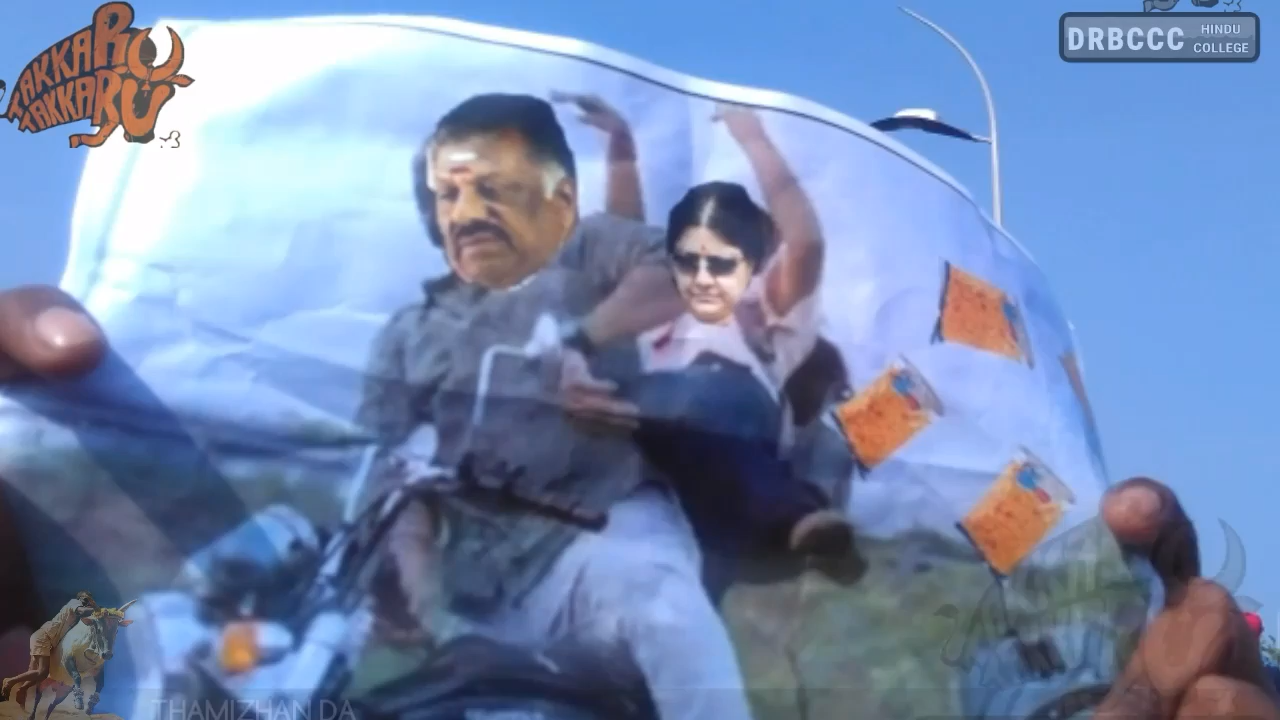 TAKKARU
TAKKARU
DRBCCC HINDU
COLLEGE
THAMIZHAN DA